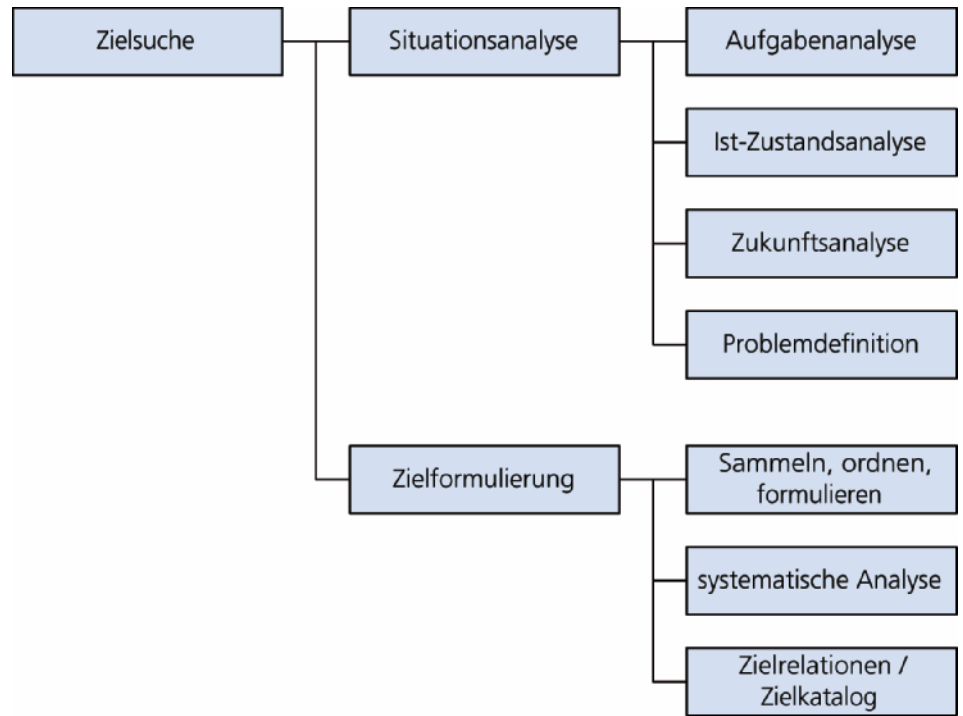 Zielsuche
Situationsanalyse
Aufgabenanalyse
Ist-Zustandsanalyse
Zukunftsanalyse
Problemdefinition
Zielformulierung
Sammeln, ordnen,
formulieren
systematische Analyse
Zielrelationen /
Zielkatalog